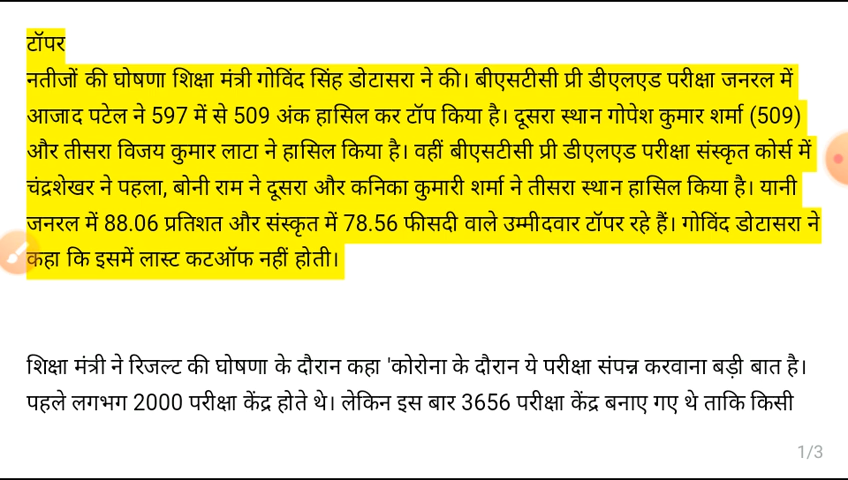 टॉपर
नतीजों की घोषणा शिक्षा मंत्री गोविंद सिंह डोटासरा ने की। बीएसटीसी प्री डीएलएड परीक्षा जनरल में
आजाद पटेल ने 597 में से 509 अंक हासिल कर टॉप किया है। दूसरा स्थान गोपेश कुमार शर्मा (509)
और तीसरा विजय कुमार लाटा ने हासिल किया है। वहीं बीएसटीसी प्री डीएलएड परीक्षा संस्कृत कोर्स में
चंद्रशेखर ने पहला, बोनी राम ने दूसरा और कनिका कुमारी शर्मा ने तीसरा स्थान हासिल किया है। यानी
जनरल में 88.06 प्रतिशत और संस्कृत में 78.56 फीसदी वाले उम्मीदवार टॉपर रहे हैं। गोविंद डोटासरा ने
कहा कि इसमें लास्ट कटऑफ नहीं होती।
शिक्षा मंत्री ने रिजल्ट की घोषणा के दौरान कहा 'कोरोना के दौरान ये परीक्षा संपन्न करवाना बड़ी बात है।
पहले लगभग 2000 परीक्षा केंद्र होते थे। लेकिन इस बार 3656 परीक्षा केंद्र बनाए गए थे ताकि किसी
1/3